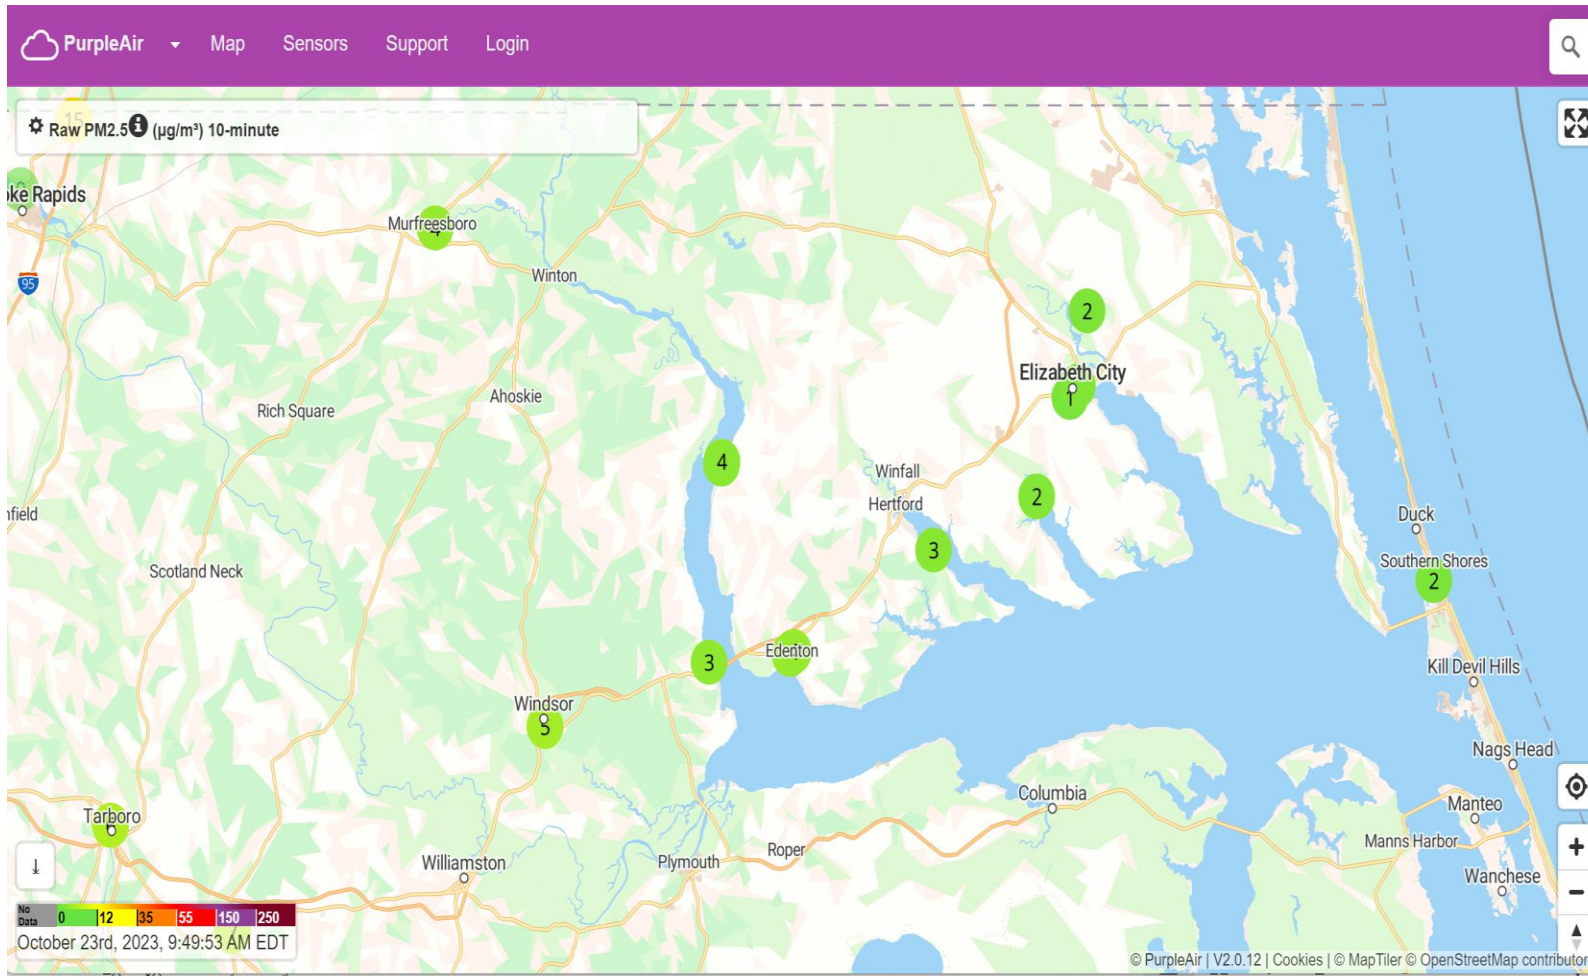 PurpleAir Map Sensors Support Login
15
Raw PM2.5 (µg/m³) 10-minute
oke Rapids
Murfreesboro
4
95
Winton
2
Elizabeth City
1
Ahoskie
Rich Square
4
Winfall
2
Hertford
nfield
Duck
3
Southern Shores
2
Scotland Neck
Edenton
3
Kill Devil Hills
Windsor
5
Nags Head
Columbia
Manteo
Tarboro
Manns Harbor
Roper
Plymouth
Williamston
Wanchese
No Data 0 12 35 55 150 250
October 23rd, 2023, 9:49:53 AM EDT
© PurpleAir | V2.0.12 | Cookies | © MapTiler © OpenStreetMap contributor